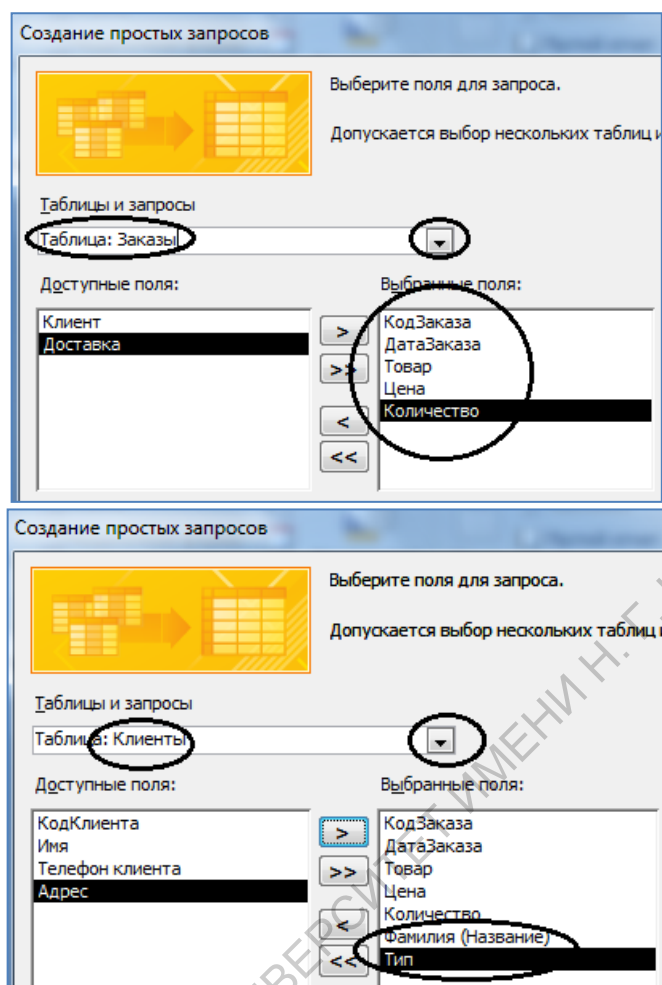 Создание простых запросов
Выберите поля для запроса.
Допускается выбор нескольких таблиц и
Таблицы и запросы
Таблица: Заказы
Доступные поля:
Выбранные поля:
Клиент
Доставка
>
>>
<
<<
КодЗаказа
ДатаЗаказа
Товар
Цена
Количество
Создание простых запросов
Выберите поля для запроса.
Допускается выбор нескольких таблиц
Таблицы и запросы
Таблица: Клиенты
Доступные поля:
Выбранные поля:
КодКлиента
Имя
Телефон клиента
Адрес
>
>>
<
<<
КодЗаказа
ДатаЗаказа
Товар
Цена
Количество
Фамилия (Название)
Тип
ИМЕНИ Н. Г.